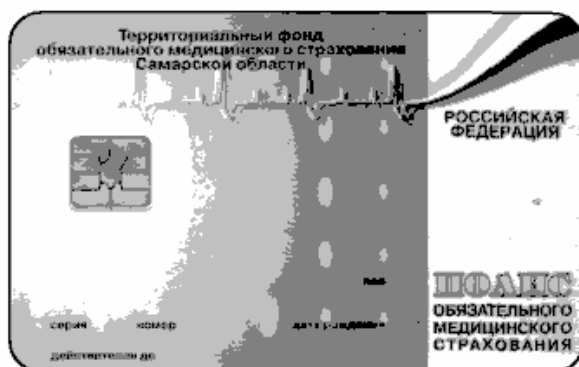 Территориальный фонд
обязательного медицинского страхования
Самарской области
РОССИЙСКАЯ
ФЕДЕРАЦИЯ
пол
ПОЛИС
серия номер дата рождения
ОБЯЗАТЕЛЬНОГО
МЕДИЦИНСКОГО
СТРАХОВАНИЯ
действителен до